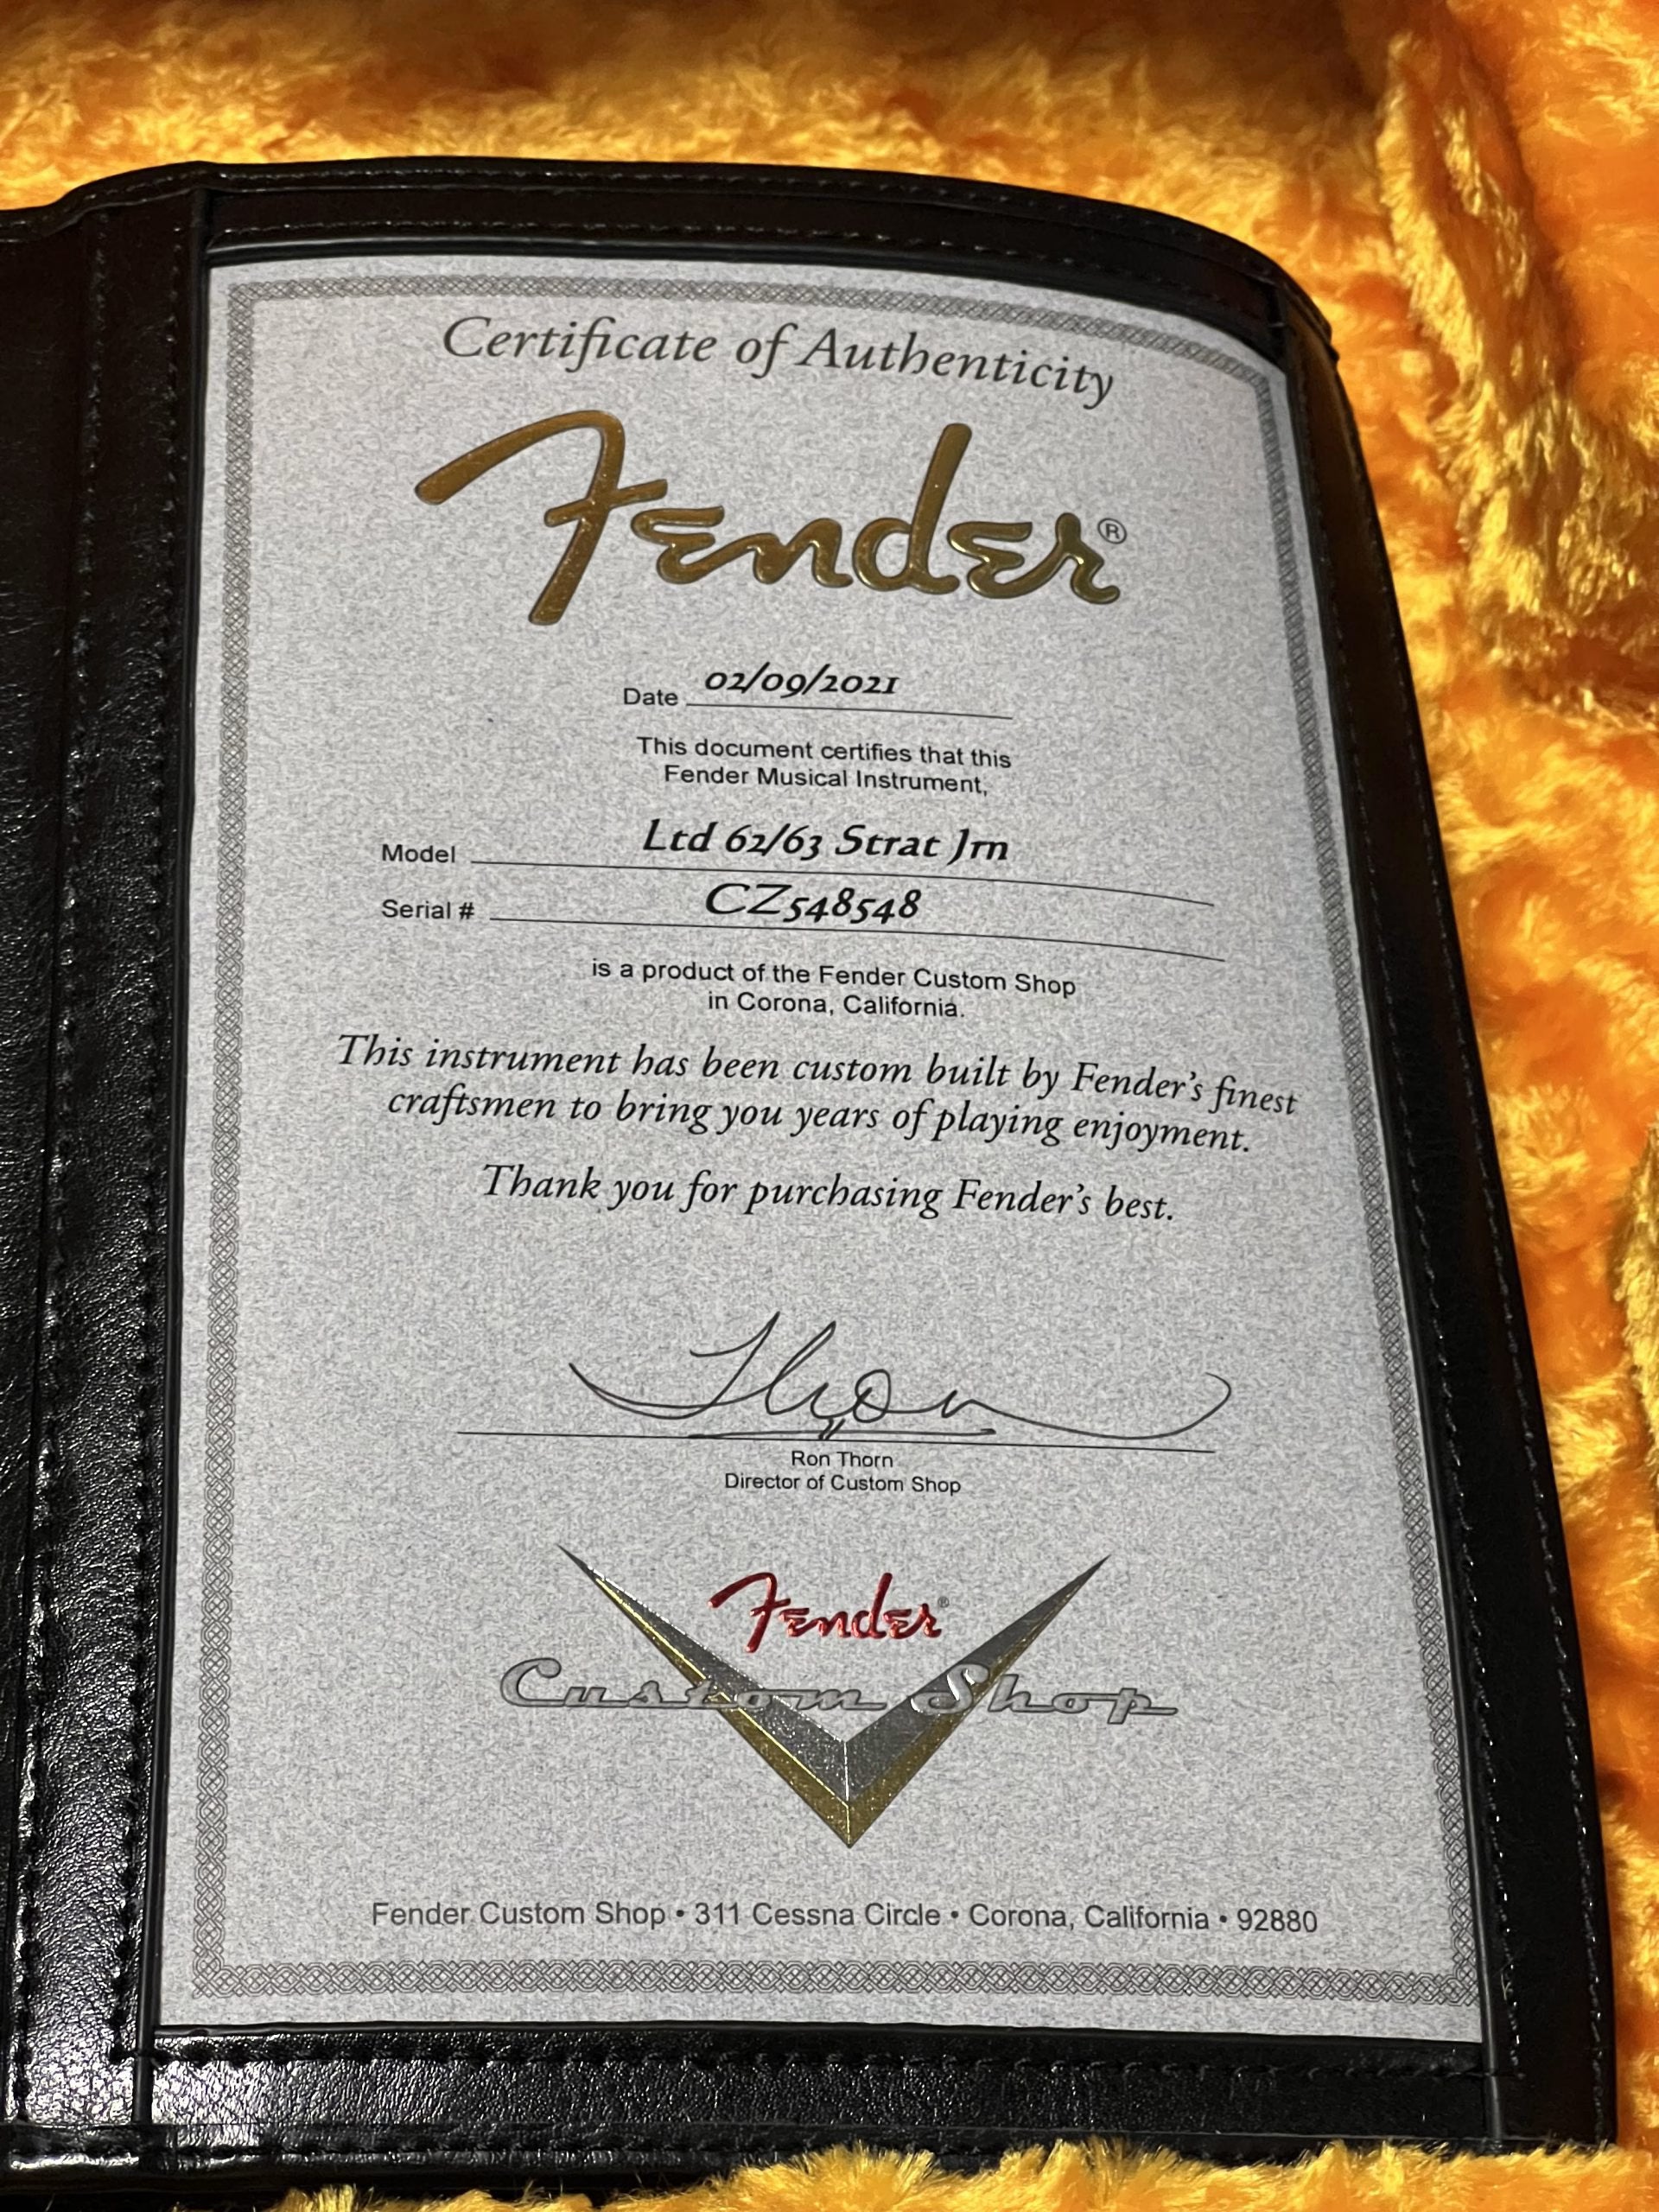 Certificate of Authenticity
Fender®
Date 02/09/2021
This document certifies that this
Fender Musical Instrument,
Model Ltd 62/63 Strat Jrn
Serial # CZ548548
is a product of the Fender Custom Shop
in Corona, California.
This instrument has been custom built by Fender's finest
craftsmen to bring you years of playing enjoyment.
Thank you for purchasing Fender's best.
Thorn
Ron Thorn
Director of Custom Shop
Fender®
Custom Shop
Fender Custom Shop • 311 Cessna Circle • Corona, California • 92880